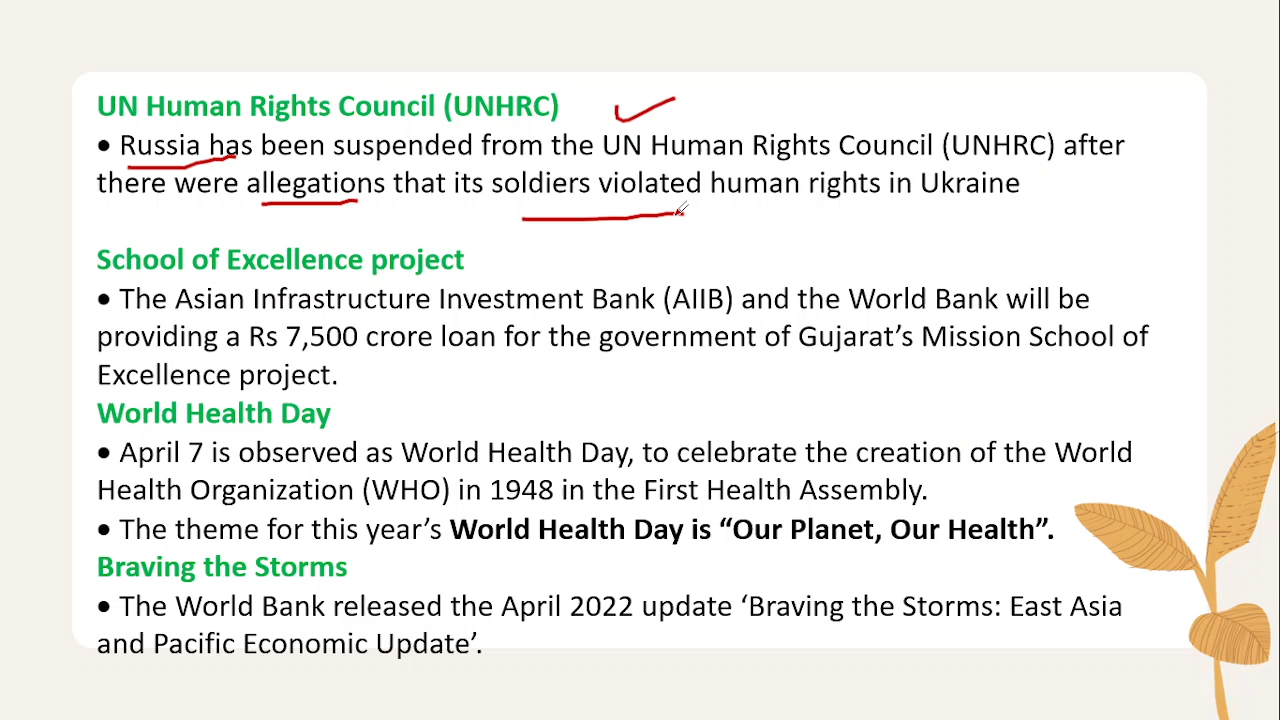 UN Human Rights Council (UNHRC)
• Russia has been suspended from the UN Human Rights Council (UNHRC) after
there were allegations that its soldiers violated human rights in Ukraine
School of Excellence project
• The Asian Infrastructure Investment Bank (AIIB) and the World Bank will be
providing a Rs 7,500 crore loan for the government of Gujarat’s Mission School of
Excellence project.
World Health Day
• April 7 is observed as World Health Day, to celebrate the creation of the World
Health Organization (WHO) in 1948 in the First Health Assembly.
• The theme for this year’s World Health Day is “Our Planet, Our Health”.
Braving the Storms
• The World Bank released the April 2022 update ‘Braving the Storms: East Asia
and Pacific Economic Update’.